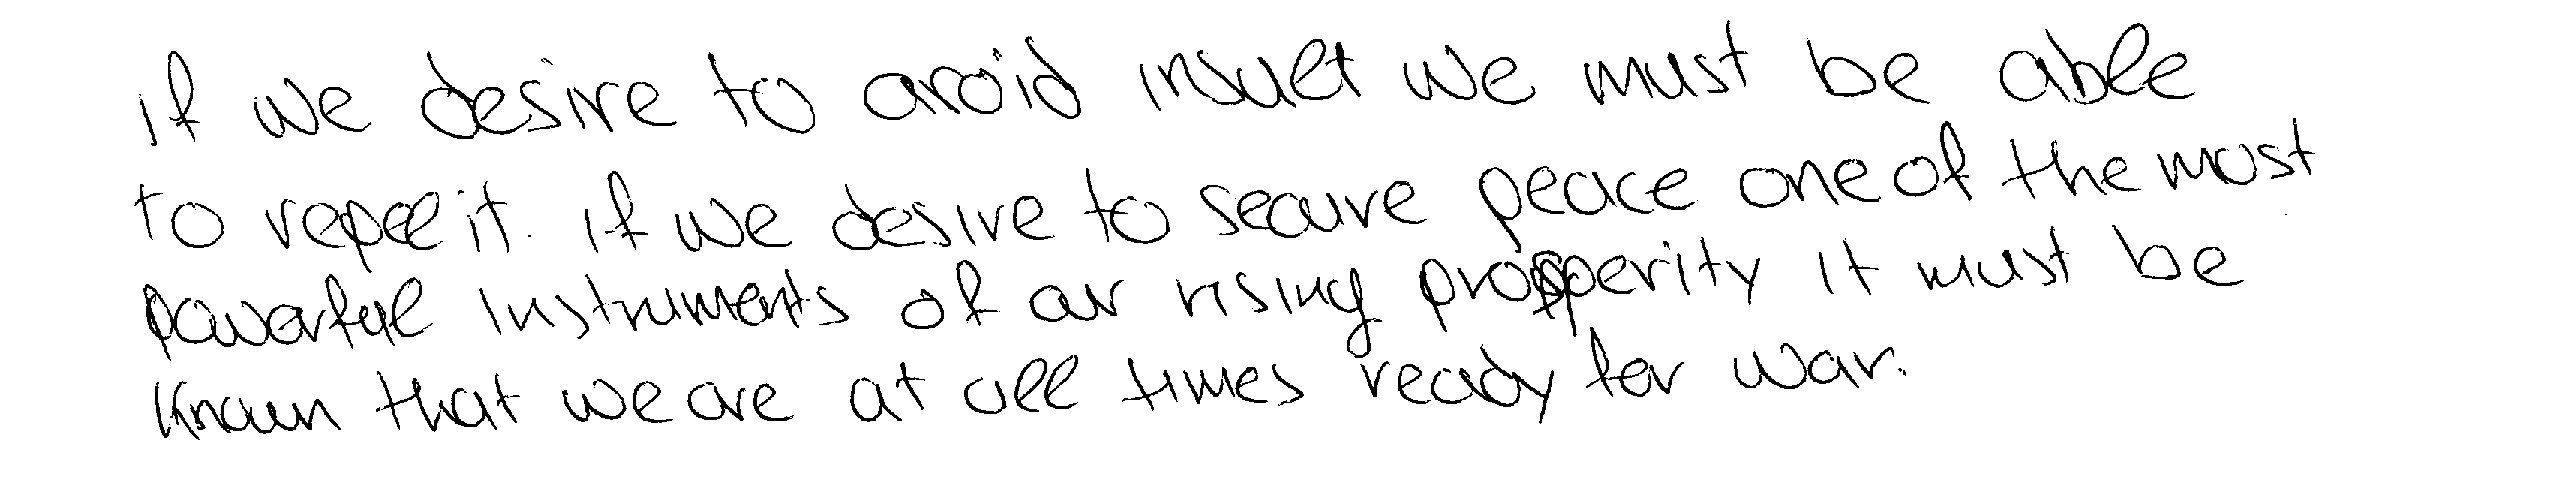 if we desire to avoid insult we must be able
to repel it. if we desire to secure peace one of the most
powerful instruments of our rising prosperity it must be
known that we are at all times ready for war.